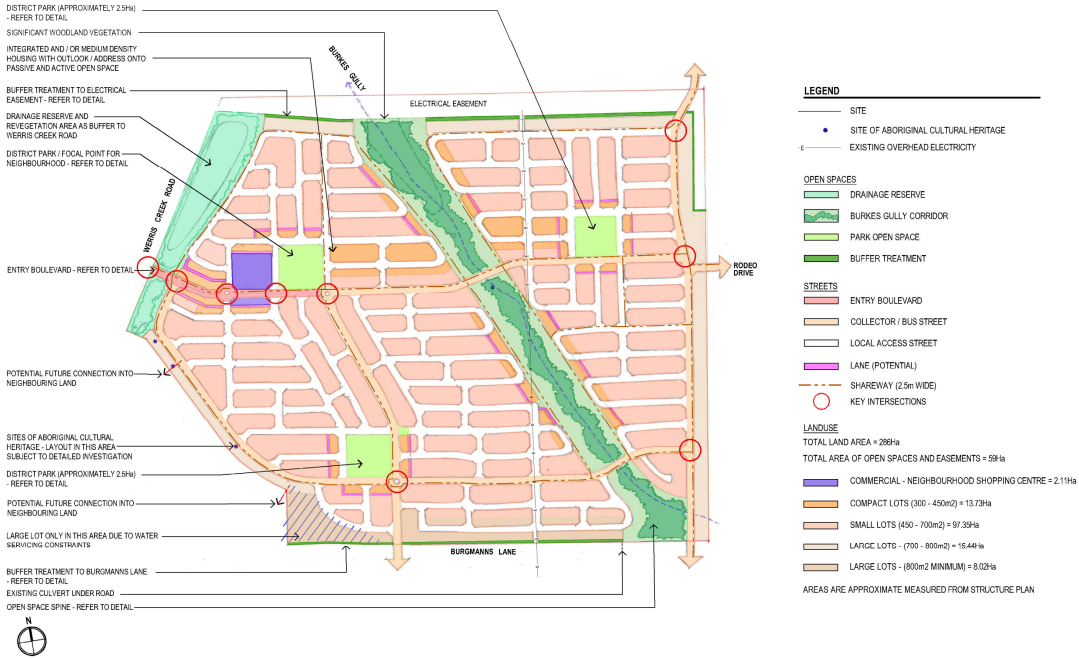 DISTRICT PARK (APPROXIMATELY 2.5Ha)
- REFER TO DETAIL
SIGNIFICANT WOODLAND VEGETATION
INTEGRATED AND / OR MEDIUM DENSITY
HOUSING WITH OUTLOOK / ADDRESS ONTO
PASSIVE AND ACTIVE OPEN SPACE
BUFFER TREATMENT TO ELECTRICAL
EASEMENT - REFER TO DETAIL
DRAINAGE RESERVE AND
REVEGETATION AREA AS BUFFER TO
WERRIS CREEK ROAD
DISTRICT PARK / FOCAL POINT FOR
NEIGHBOURHOOD - REFER TO DETAIL
ENTRY BOULEVARD - REFER TO DETAIL
POTENTIAL FUTURE CONNECTION INTO
NEIGHBOURING LAND
SITES OF ABORIGINAL CULTURAL
HERITAGE - LAYOUT IN THIS AREA
SUBJECT TO DETAILED INVESTIGATION
DISTRICT PARK (APPROXIMATELY 2.5Ha)
- REFER TO DETAIL
POTENTIAL FUTURE CONNECTION INTO
NEIGHBOURING LAND
LARGE LOT ONLY IN THIS AREA DUE TO WATER
SERVICING CONSTRAINTS
BUFFER TREATMENT TO BURGMANNS LANE
- REFER TO DETAIL
EXISTING CULVERT UNDER ROAD
OPEN SPACE SPINE - REFER TO DETAIL
N
BURKES GULLY
ELECTRICAL EASEMENT
WERRIS CREEK ROAD
RODEO
DRIVE
BURGMANNS LANE
LEGEND
SITE
SITE OF ABORIGINAL CULTURAL HERITAGE
E
EXISTING OVERHEAD ELECTRICITY
OPEN SPACES
DRAINAGE RESERVE
BURKES GULLY CORRIDOR
PARK OPEN SPACE
BUFFER TREATMENT
STREETS
ENTRY BOULEVARD
COLLECTOR / BUS STREET
LOCAL ACCESS STREET
LANE (POTENTIAL)
SHAREWAY (2.5m WIDE)
KEY INTERSECTIONS
LANDUSE
TOTAL LAND AREA = 286Ha
TOTAL AREA OF OPEN SPACES AND EASEMENTS = 59Ha
COMMERCIAL - NEIGHBOURHOOD SHOPPING CENTRE = 2.11Ha
COMPACT LOTS (300 - 450m2) = 13.73Ha
SMALL LOTS (450 - 700m2) = 97.35Ha
LARGE LOTS - (700 - 800m2) = 15.44Ha
LARGE LOTS - (800m2 MINIMUM) = 8.02Ha
AREAS ARE APPROXIMATE MEASURED FROM STRUCTURE PLAN